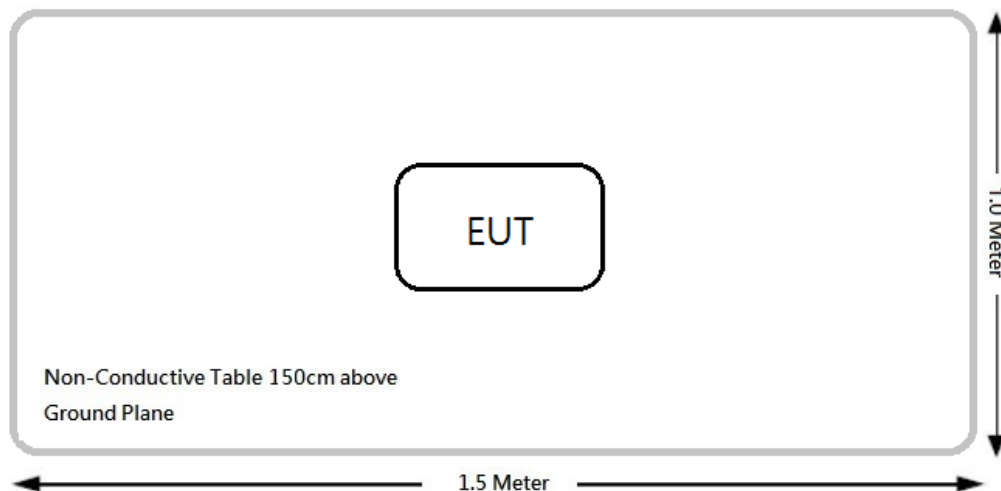 EUT
1.0 Meter
Non-Conductive Table 150cm above
Ground Plane
1.5 Meter